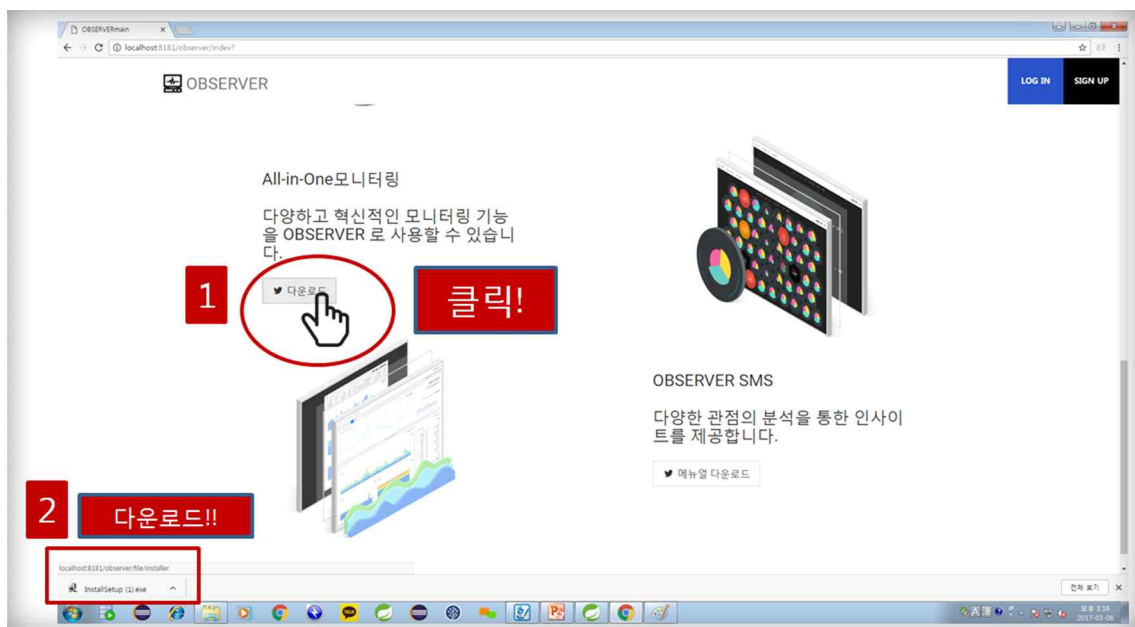 OBSERVERmain
localhost:8181/observer/index?
OBSERVER
LOG IN
SIGN UP
All-in-One모니터링
다양하고 혁신적인 모니터링 기능
을 OBSERVER 로 사용할 수 있습니
다.
1
다운로드
클릭!
OBSERVER SMS
다양한 관점의 분석을 통한 인사이
트를 제공합니다.
메뉴얼 다운로드
2
다운로드!!
localhost:8181/observer/file/installer
InstallSetup (1).exe
전체 보기
오후 3:16
2017-03-06